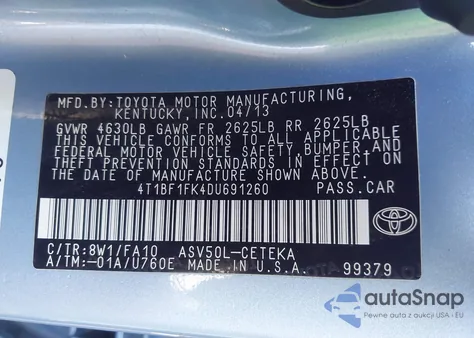 MFD.BY:TOYOTA MOTOR MANUFACTURING,
KENTUCKY,INC.04/13
GVWR 4630LB GAWR FR 2625LB RR 2625LB
THIS VEHICLE CONFORMS TO ALL APPLICABLE
FEDERAL MOTOR VEHICLE SAFETY, BUMPER, AND
THEFT PREVENTION STANDARDS IN EFFECT ON
THE DATE OF MANUFACTURE SHOWN ABOVE.
4T1BF1FK4DU691260 PASS.CAR
C/TR:8W1/FA10 ASV50L-CETEKA
A/TM:-01A/U760E MADE IN U.S.A.
TOYOTA
99379
autaSnap
Pewne auta z aukcji USA - EU